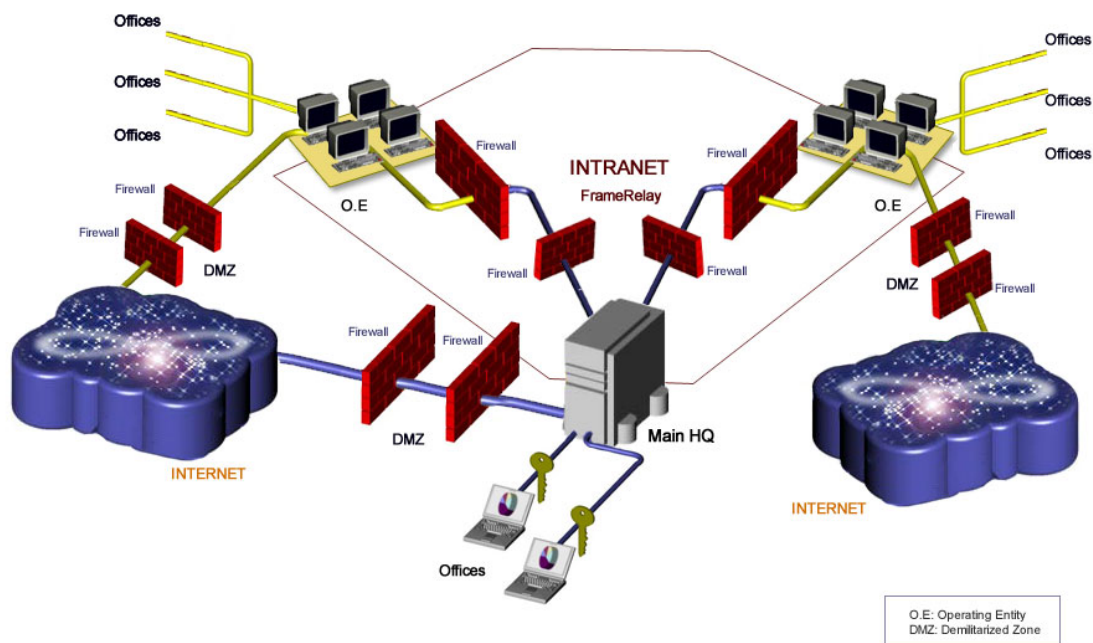 Offices
Offices
Offices
Offices
Offices
Offices
Firewall
INTRANET
FrameRelay
Firewall
O.E
O.E
Firewall
Firewall
DMZ
Firewall
Firewall
Firewall
Firewall
DMZ
Firewall
Firewall
Firewall
DMZ
Main HQ
INTERNET
INTERNET
Offices
O.E: Operating Entity
DMZ: Demilitarized Zone